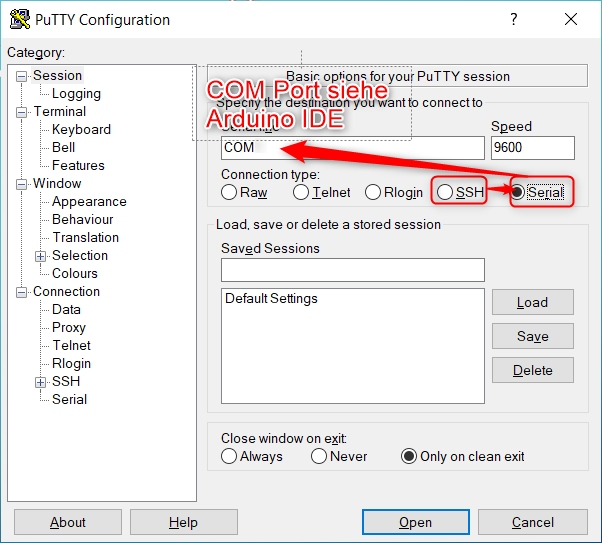 PuTTY Configuration
?
Category:
Session
Logging
Terminal
Keyboard
Bell
Features
Window
Appearance
Behaviour
Translation
Selection
Colours
Connection
Data
Proxy
Telnet
Rlogin
SSH
Serial
Basic options for your PuTTY session
COM Port siehe
Arduino IDE
Specify the destination you want to connect to
Serial line
Speed
COM
9600
Connection type:
Raw Telnet Rlogin SSH Serial
Load, save or delete a stored session
Saved Sessions
Default Settings
Load
Save
Delete
Close window on exit:
Always Never Only on clean exit
About Help Open Cancel